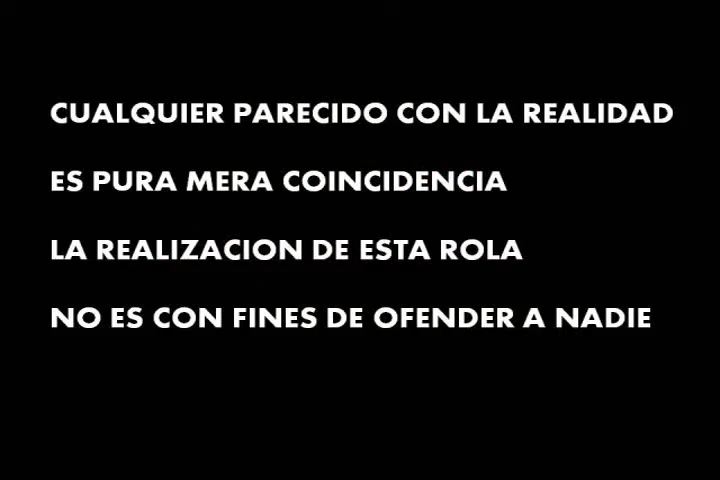 CUALQUIER PARECIDO CON LA REALIDAD
ES PURA MERA COINCIDENCIA
LA REALIZACION DE ESTA ROLA
NO ES CON FINES DE OFENDER A NADIE